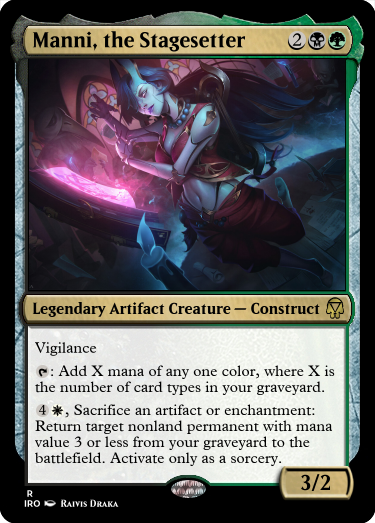 Manni, the Stagesetter 2
Legendary Artifact Creature — Construct
Vigilance
: Add X mana of any one color, where X is
the number of card types in your graveyard.
4 , Sacrifice an artifact or enchantment:
Return target nonland permanent with mana
value 3 or less from your graveyard to the
battlefield. Activate only as a sorcery.
3/2
R
IRO Raivis Draka